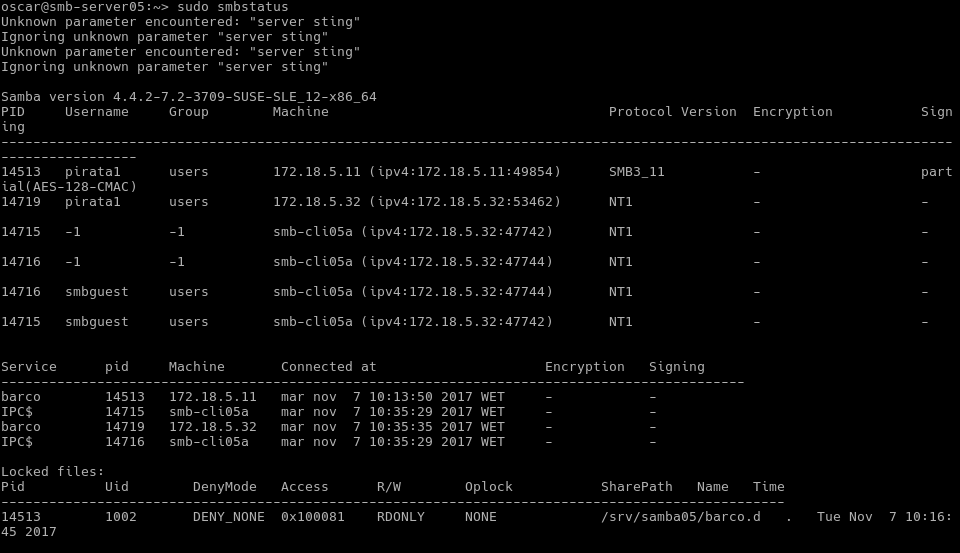 oscar@smb-server05:~> sudo smbstatus
Unknown parameter encountered: "server sting"
Ignoring unknown parameter "server sting"
Unknown parameter encountered: "server sting"
Ignoring unknown parameter "server sting"
Samba version 4.4.2-7.2-3709-SUSE-SLE_12-x86_64
PID     Username     Group        Machine                                   Protocol Version  Encryption           Sign
ing
-----------------------------------------------------------------------------------------------------------------------
-----------------
14513   pirata1      users        172.18.5.11 (ipv4:172.18.5.11:49854)      SMB3_11           -                    part
ial(AES-128-CMAC)
14719   pirata1      users        172.18.5.32 (ipv4:172.18.5.32:53462)      NT1               -                    -
14715   -1           -1           smb-cli05a (ipv4:172.18.5.32:47742)       NT1               -                    -
14716   -1           -1           smb-cli05a (ipv4:172.18.5.32:47744)       NT1               -                    -
14716   smbguest     users        smb-cli05a (ipv4:172.18.5.32:47744)       NT1               -                    -
14715   smbguest     users        smb-cli05a (ipv4:172.18.5.32:47742)       NT1               -                    -
Service      pid     Machine       Connected at                     Encryption   Signing
---------------------------------------------------------------------------------------------
barco        14513   172.18.5.11   mar nov  7 10:13:50 2017 WET     -            -
IPC$         14715   smb-cli05a    mar nov  7 10:35:29 2017 WET     -            -
barco        14719   172.18.5.32   mar nov  7 10:35:35 2017 WET     -            -
IPC$         14716   smb-cli05a    mar nov  7 10:35:29 2017 WET     -            -
Locked files:
Pid          Uid        DenyMode   Access      R/W        Oplock           SharePath   Name   Time
--------------------------------------------------------------------------------------------------
14513        1002       DENY_NONE  0x100081    RDONLY     NONE             /srv/samba05/barco.d   .   Tue Nov  7 10:16:
45 2017